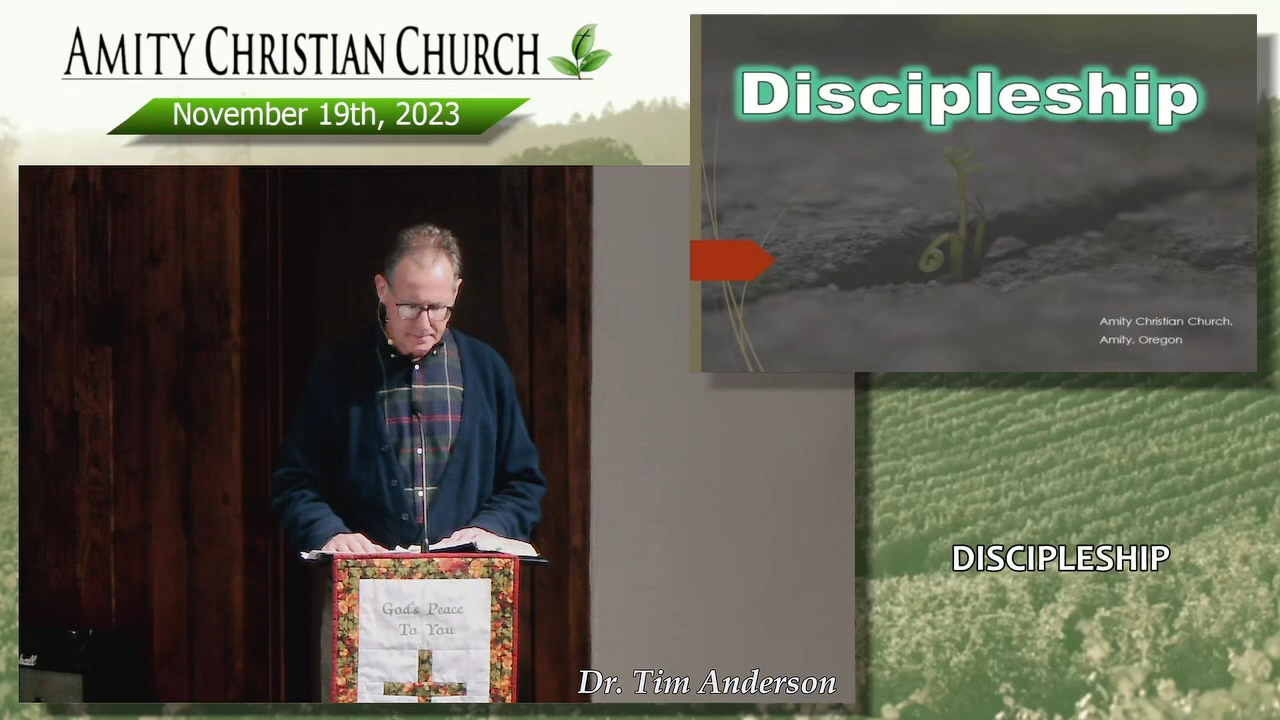 AMITY CHRISTIAN CHURCH
November 19th, 2023
Discipleship
Amity Christian Church,
Amity, Oregon
DISCIPLESHIP
God's Peace
To You
Dr. Tim Anderson